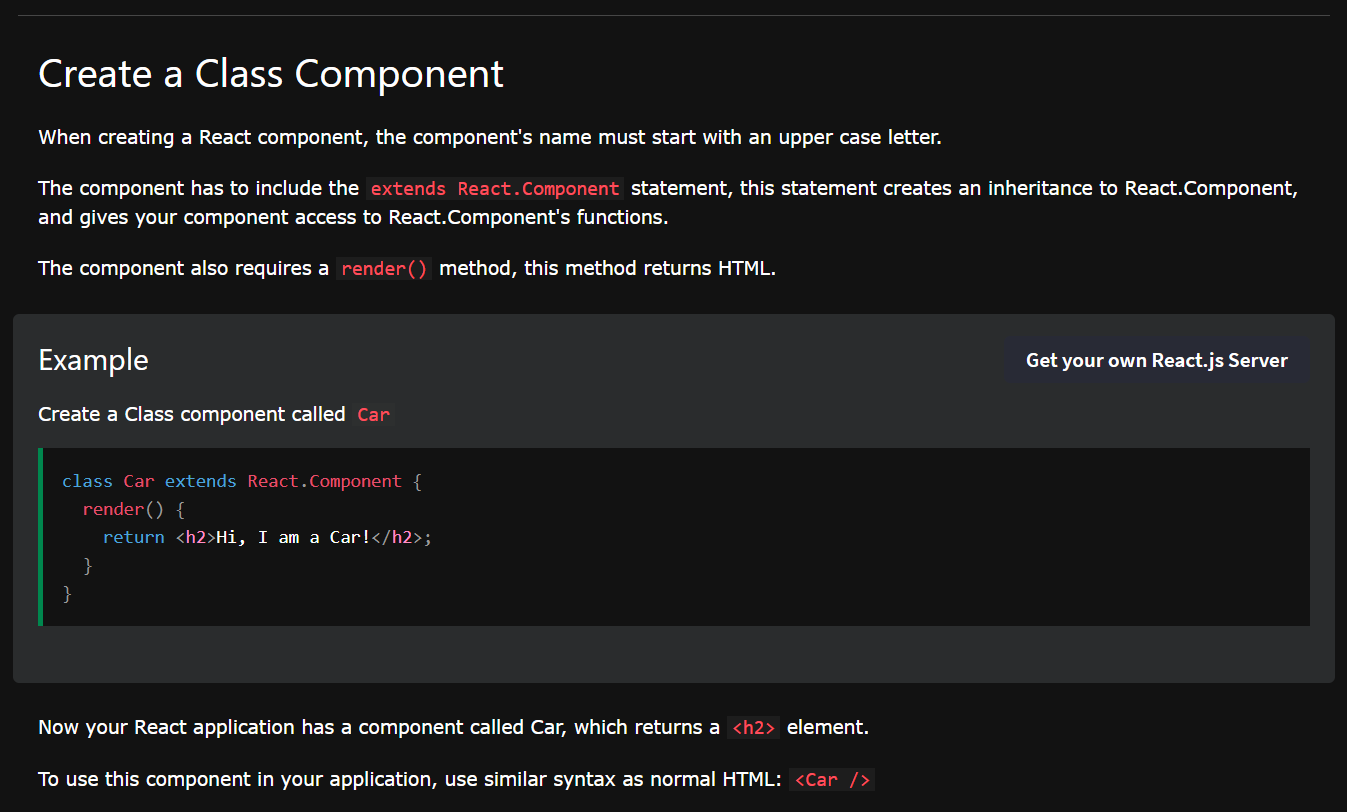 Create a Class Component
When creating a React component, the component's name must start with an upper case letter.
The component has to include the extends React.Component statement, this statement creates an inheritance to React.Component,
and gives your component access to React.Component's functions.
The component also requires a render() method, this method returns HTML.
Example
Get your own React.js Server
Create a Class component called Car
class Car extends React.Component {
  render() {
    return <h2>Hi, I am a Car!</h2>;
  }
}
Now your React application has a component called Car, which returns a <h2> element.
To use this component in your application, use similar syntax as normal HTML: <Car />